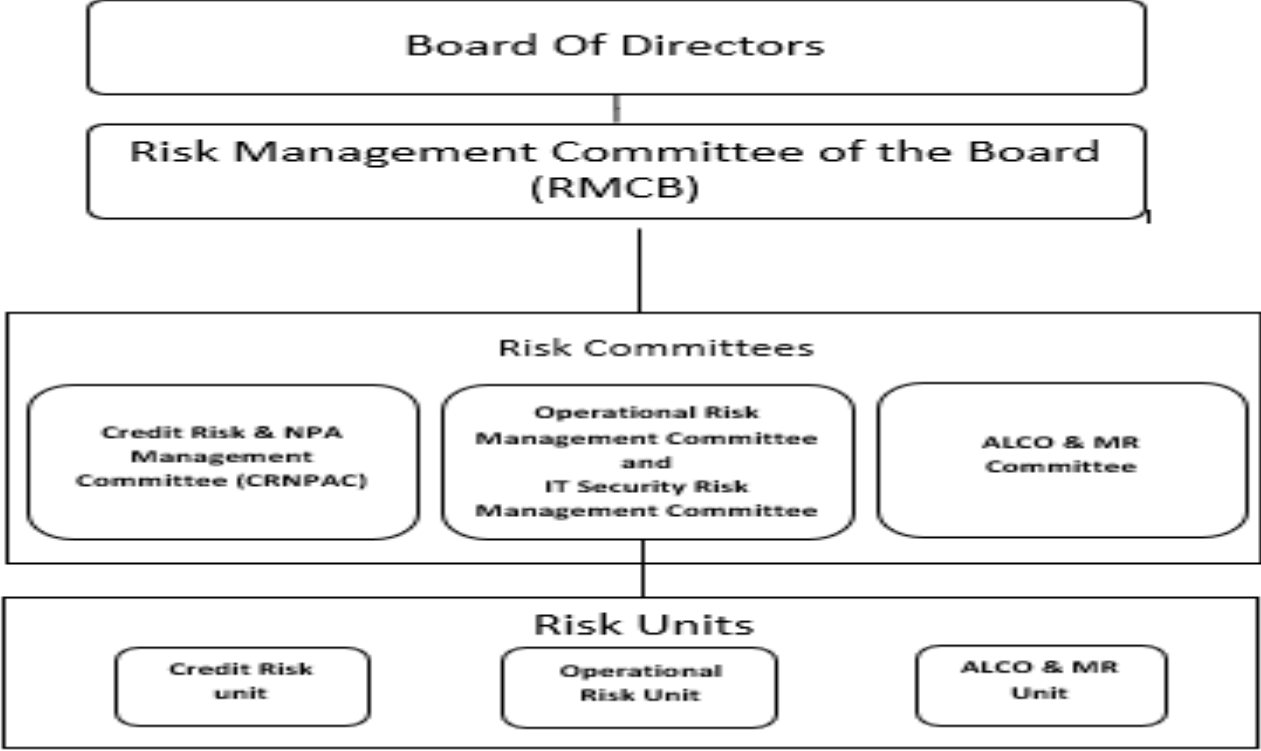 Board Of Directors
Risk Management Committee of the Board
(RMCB)
Risk Committees
Credit Risk & NPA
Management
Committee (CRNPAC)
Operational Risk
Management Committee
and
IT Security Risk
Management Committee
ALCO & MR
Committee
Risk Units
Credit Risk
unit
Operational
Risk Unit
ALCO & MR
Unit